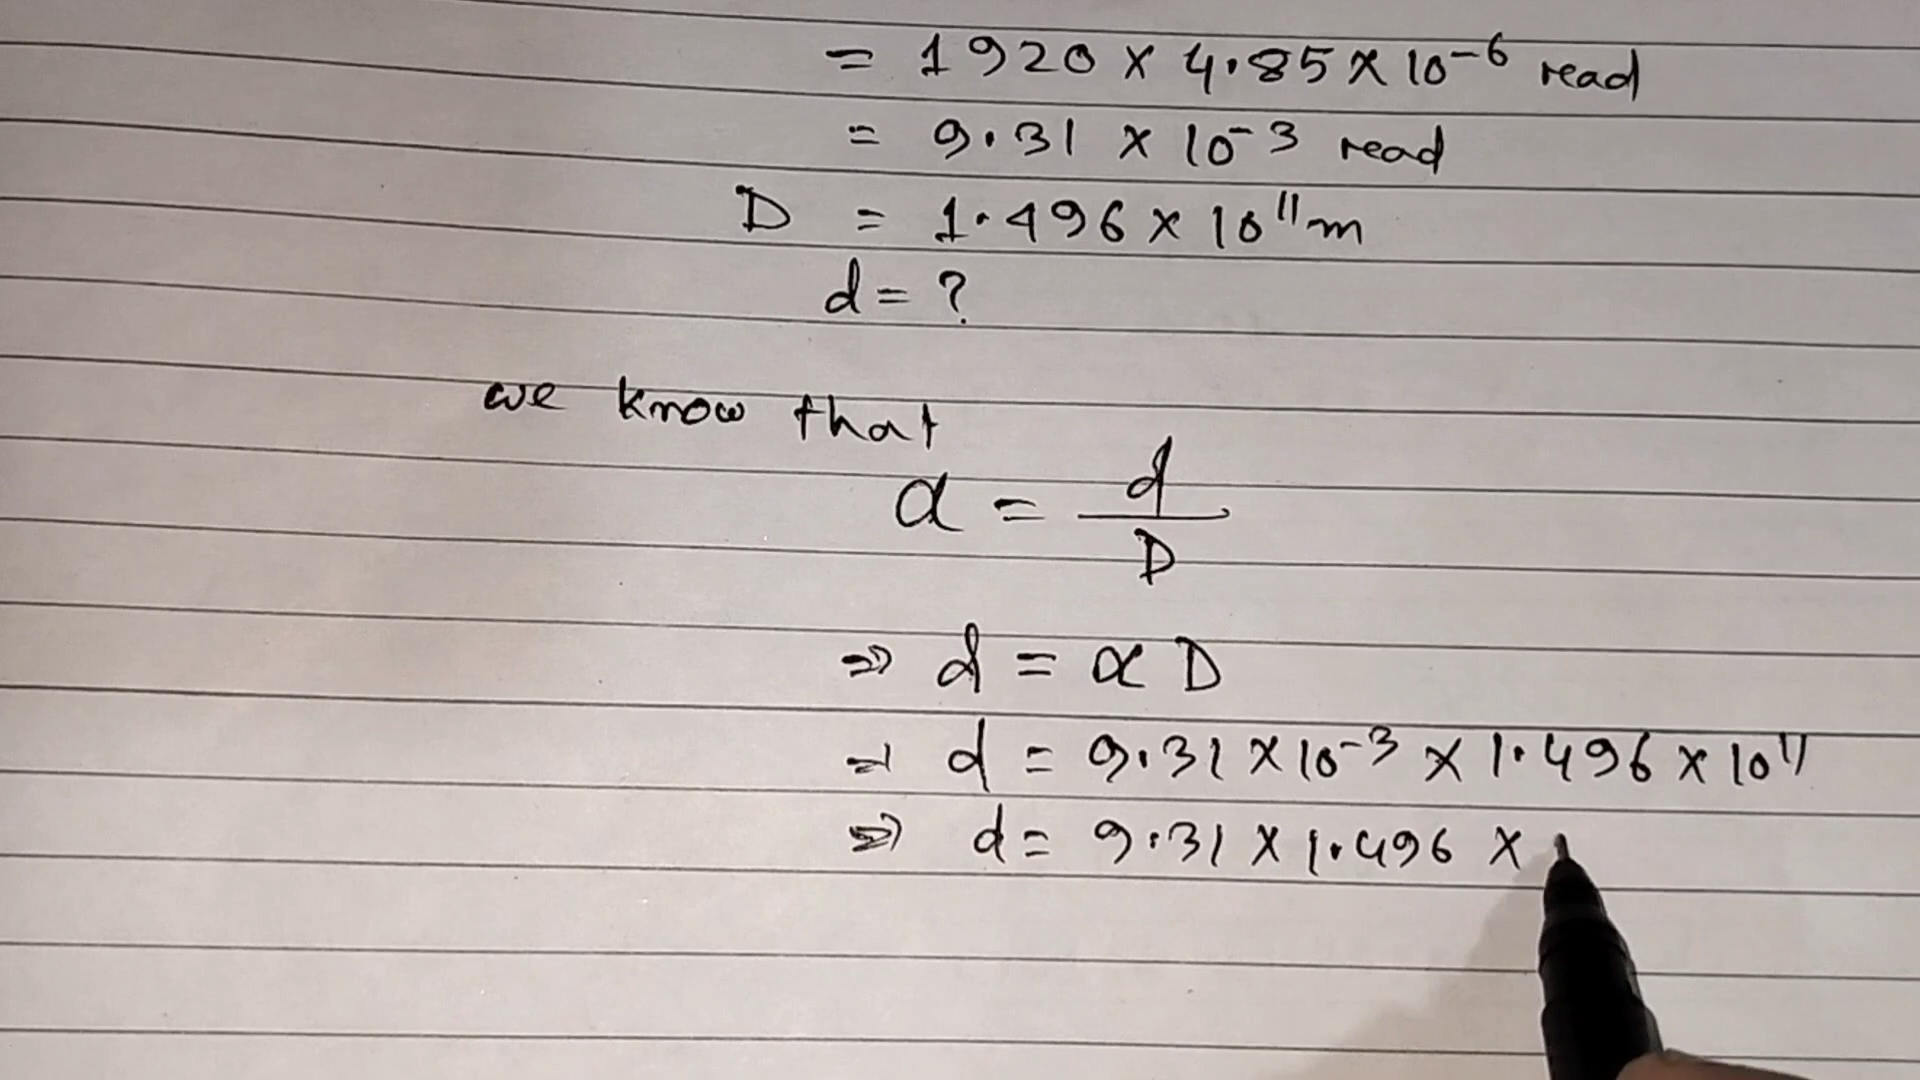 = 1920 × 4.85 × 10⁻⁶ read
= 9.31 × 10⁻³ read
D = 1.496 × 10¹¹ m
d = ?
we know that
α = d/D
⇒ d = α D
⇒ d = 9.31 × 10⁻³ × 1.496 × 10¹¹
⇒ d = 9.31 × 1.496 ×